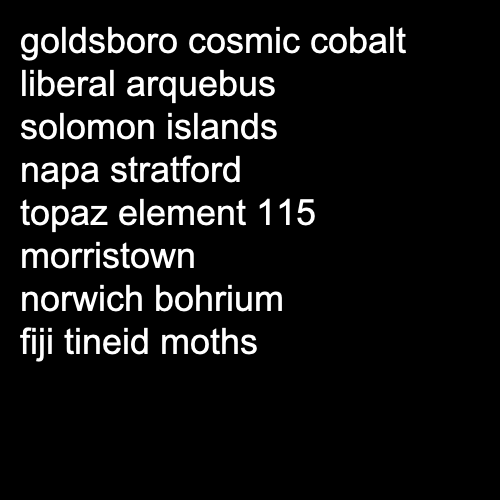 goldsboro cosmic cobalt
liberal arquebus
solomon islands
napa stratford
topaz element 115
morristown
norwich bohrium
fiji tineid moths